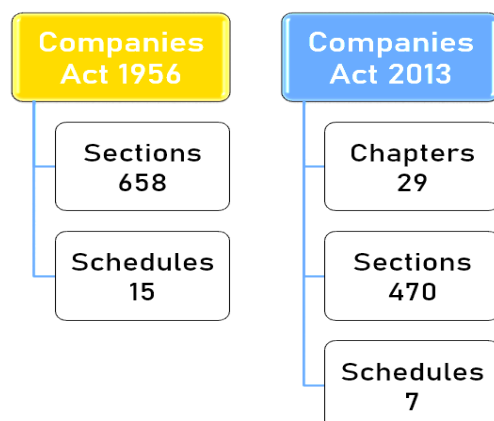 Companies
Act 1956
Sections
658
Schedules
15
Companies
Act 2013
Chapters
29
Sections
470
Schedules
7